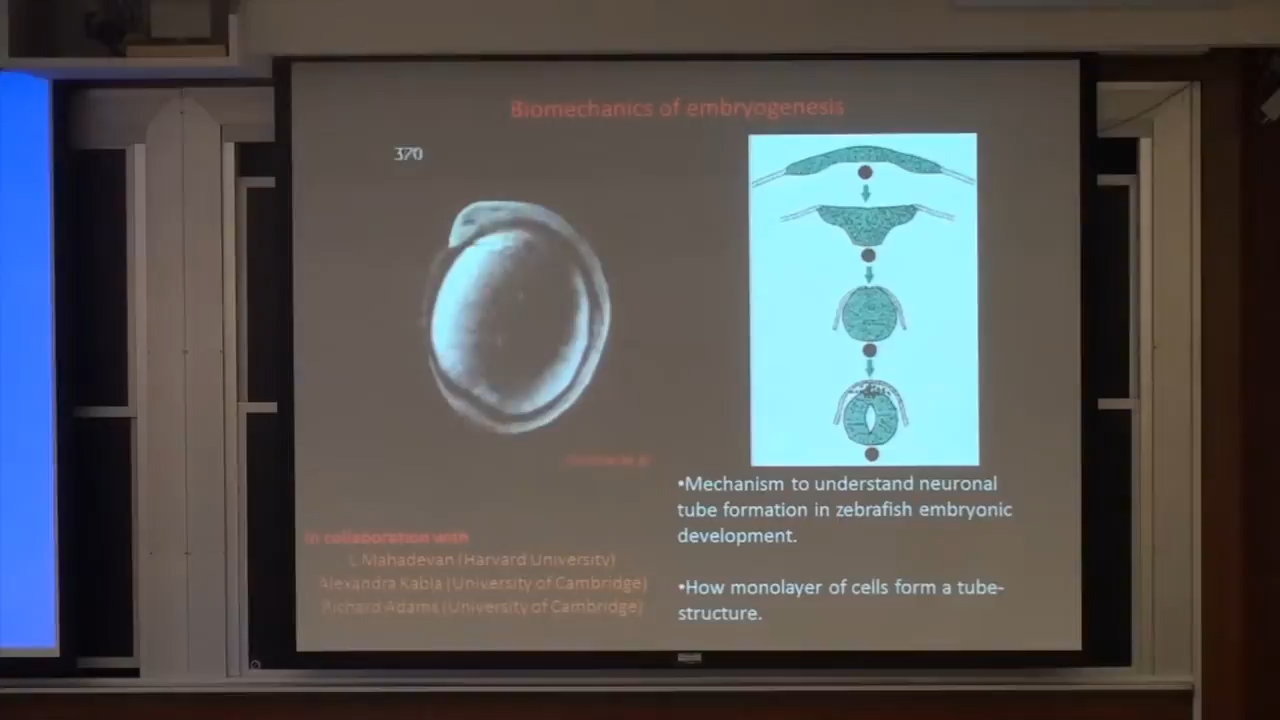 Biomechanics of embryogenesis
370
•Mechanism to understand neuronal
tube formation in zebrafish embryonic
development.
•How monolayer of cells form a tube-
structure.
In collaboration with
L Mahadevan (Harvard University)
Alexandra Kabla (University of Cambridge)
Richard Adams (University of Cambridge)